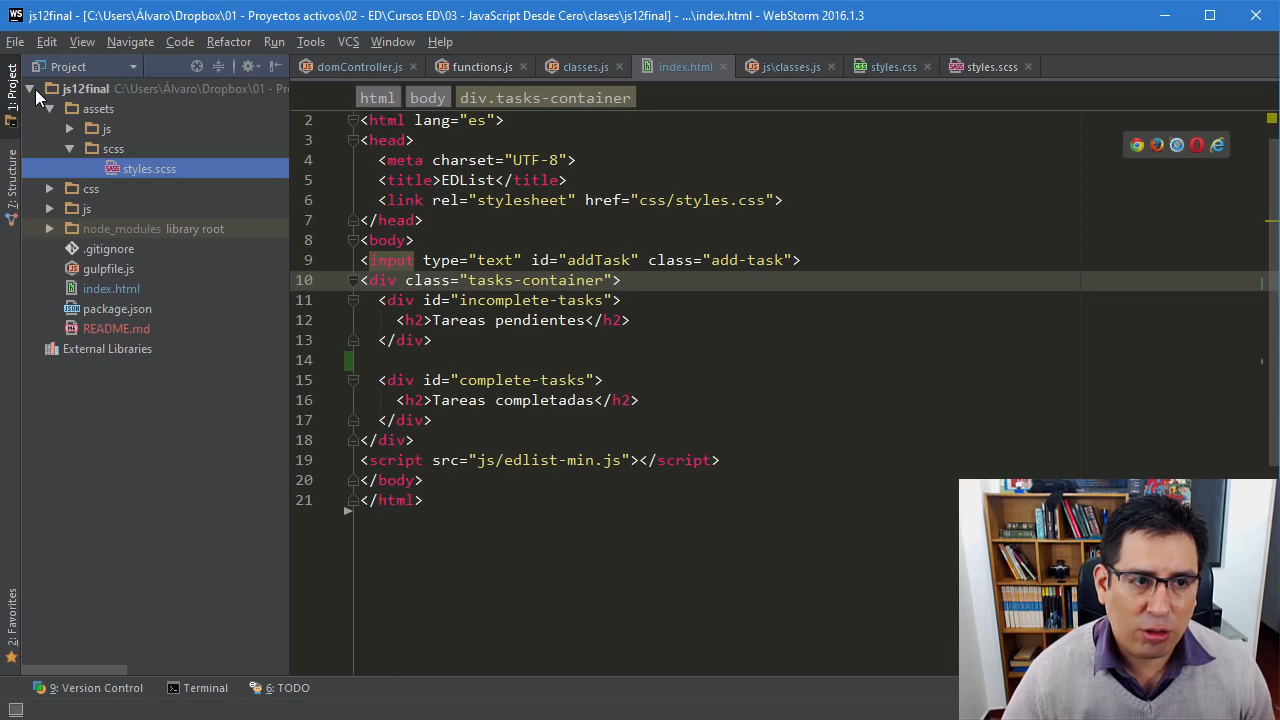 js12final - [C:\Users\Álvaro\Dropbox\01 - Proyectos activos\02 - ED\Cursos ED\03 - JavaScript Desde Cero\clases\js12final] - ...\index.html - WebStorm 2016.1.3
File Edit View Navigate Code Refactor Run Tools VCS Window Help
Project
domController.js functions.js classes.js index.html js\classes.js styles.css styles.scss
html body div.tasks-container
1: Project
7: Structure
2: Favorites
js12final C:\Users\Álvaro\Dropbox\01 - Pro
assets
js
scss
styles.scss
css
js
node_modules library root
.gitignore
gulpfile.js
index.html
package.json
README.md
External Libraries
2 <html lang="es">
3 <head>
4 <meta charset="UTF-8">
5 <title>EDList</title>
6 <link rel="stylesheet" href="css/styles.css">
7 </head>
8 <body>
9 <input type="text" id="addTask" class="add-task">
10 <div class="tasks-container">
11 <div id="incomplete-tasks">
12 <h2>Tareas pendientes</h2>
13 </div>
14
15 <div id="complete-tasks">
16 <h2>Tareas completadas</h2>
17 </div>
18 </div>
19 <script src="js/edlist-min.js"></script>
20 </body>
21 </html>
9: Version Control Terminal 6: TODO